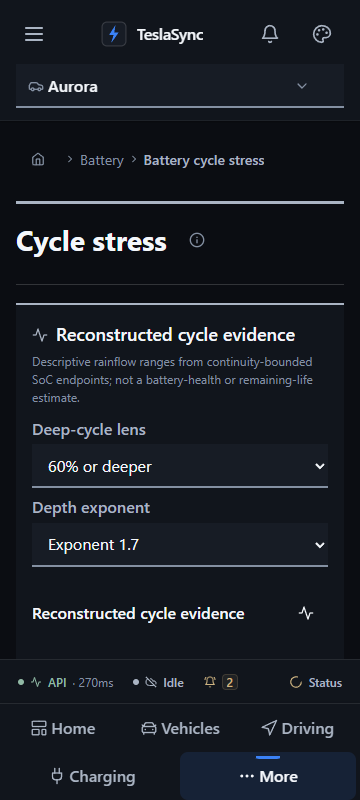 TeslaSync
Aurora
Battery
Battery cycle stress
Cycle stress
Reconstructed cycle evidence
Descriptive rainflow ranges from continuity-bounded
SoC endpoints; not a battery-health or remaining-life
estimate.
Deep-cycle lens
60% or deeper
Depth exponent
Exponent 1.7
Reconstructed cycle evidence
API · 270ms
Idle
2
Status
Home
Vehicles
Driving
Charging
More